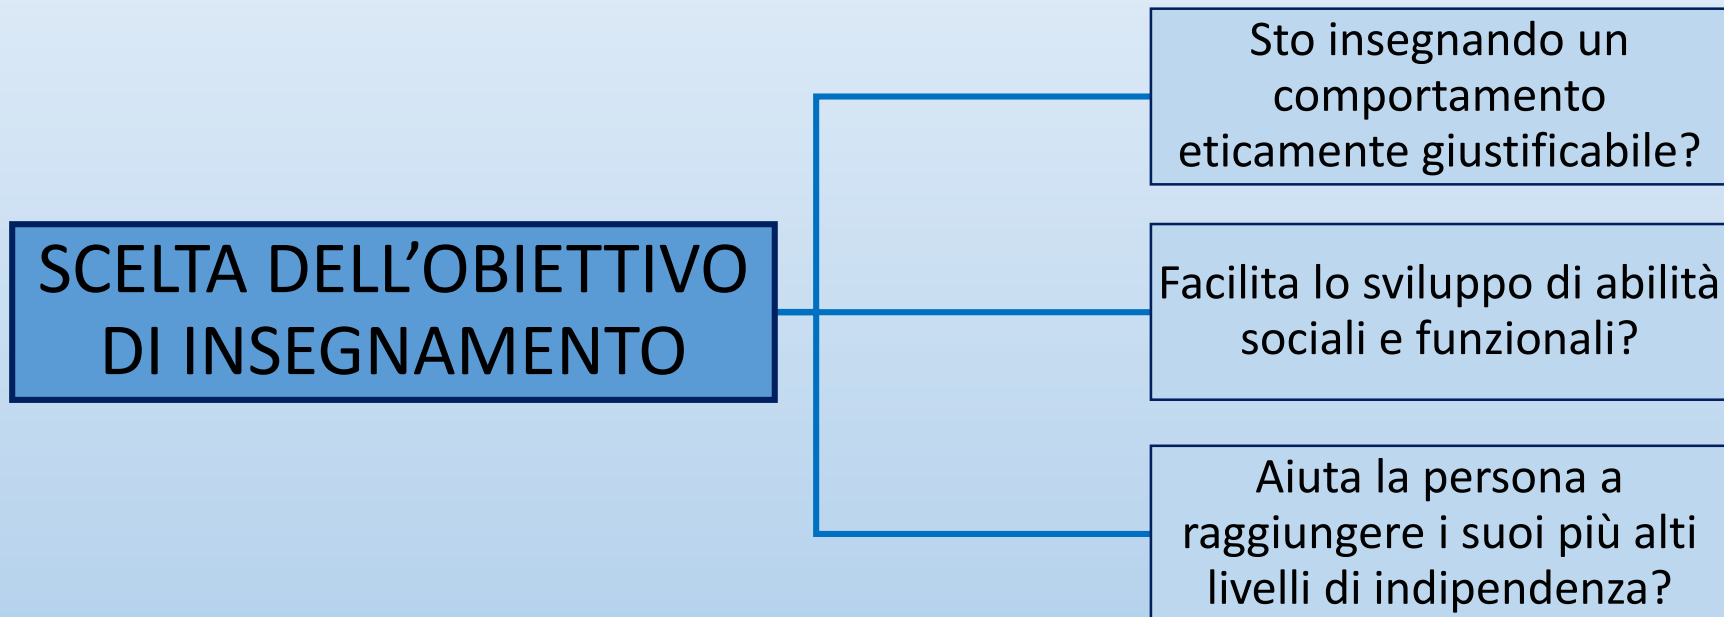 SCELTA DELL’OBIETTIVO
DI INSEGNAMENTO
Sto insegnando un
comportamento
eticamente giustificabile?
Facilita lo sviluppo di abilità
sociali e funzionali?
Aiuta la persona a
raggiungere i suoi più alti
livelli di indipendenza?